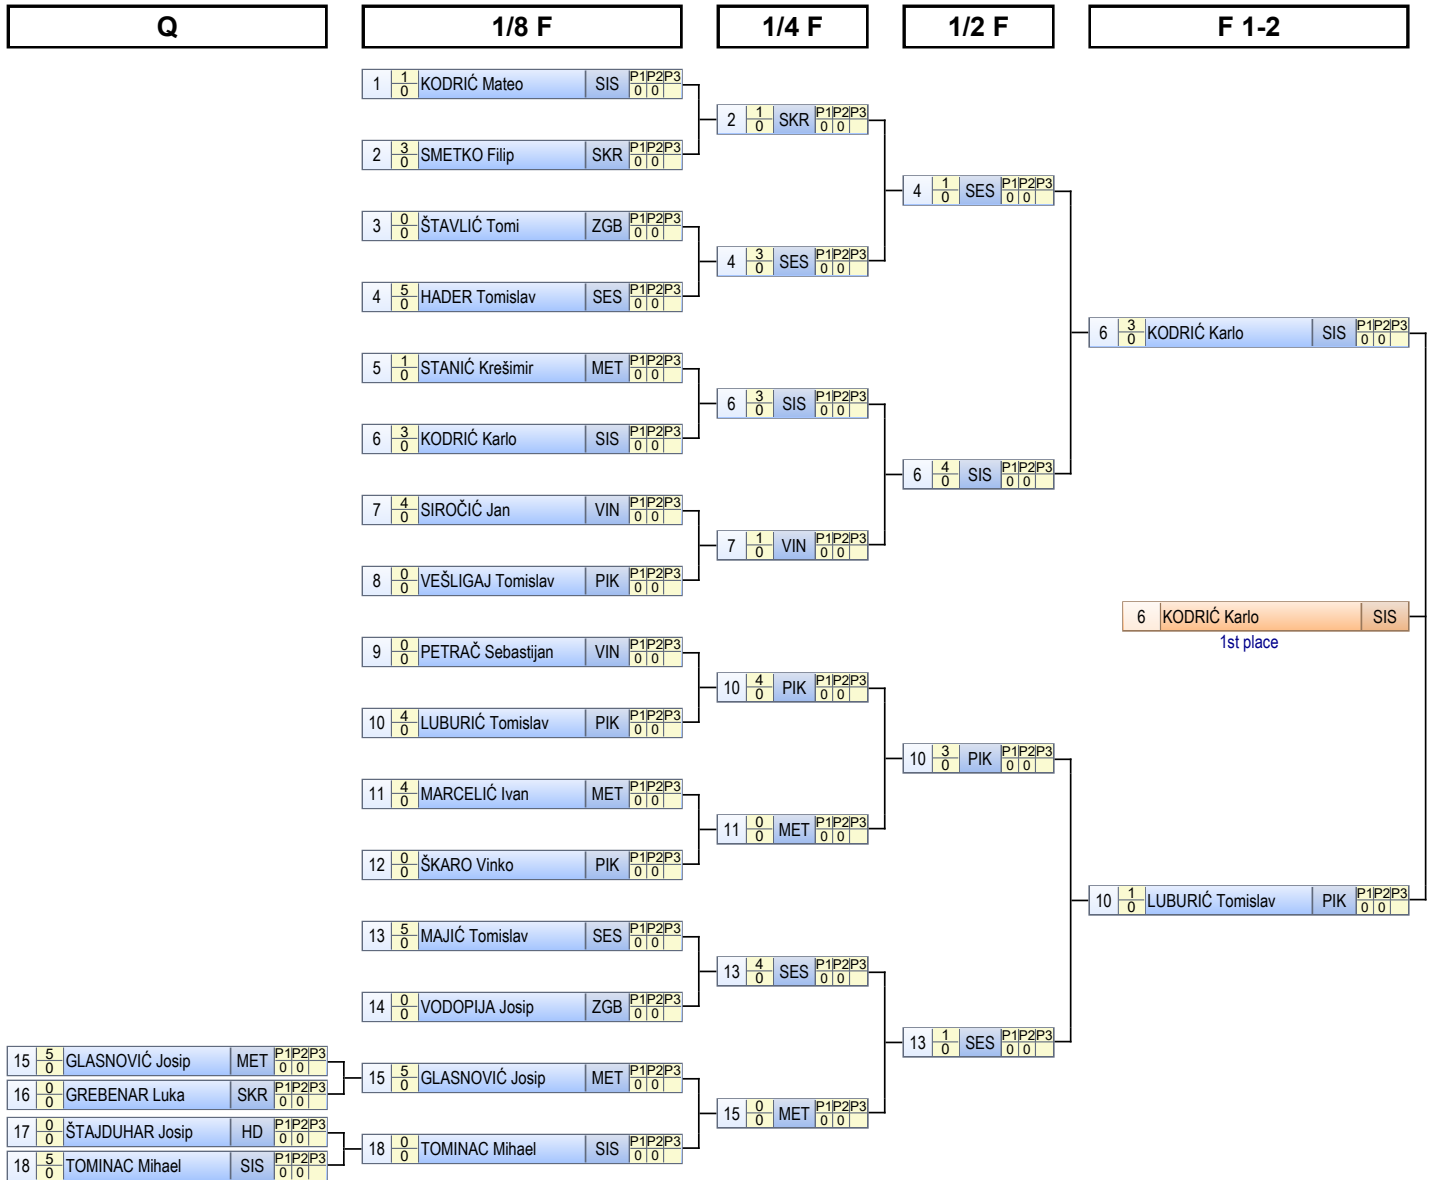 Q 1/8 F 1/4 F 1/2 F F 1-2
1 1 0 KODRIĆ Mateo SIS P1 P2 P3 0 0
2 1 0 SKR P1 P2 P3 0 0
2 3 0 SMETKO Filip SKR P1 P2 P3 0 0
4 1 0 SES P1 P2 P3 0 0
3 0 0 ŠTAVLIĆ Tomi ZGB P1 P2 P3 0 0
4 3 0 SES P1 P2 P3 0 0
4 5 0 HADER Tomislav SES P1 P2 P3 0 0
6 3 0 KODRIĆ Karlo SIS P1 P2 P3 0 0
5 1 0 STANIĆ Krešimir MET P1 P2 P3 0 0
6 3 0 SIS P1 P2 P3 0 0
6 3 0 KODRIĆ Karlo SIS P1 P2 P3 0 0
6 4 0 SIS P1 P2 P3 0 0
7 4 0 SIROČIĆ Jan VIN P1 P2 P3 0 0
7 1 0 VIN P1 P2 P3 0 0
8 0 0 VEŠLIGAJ Tomislav PIK P1 P2 P3 0 0
6 KODRIĆ Karlo SIS
1st place
9 0 0 PETRAČ Sebastijan VIN P1 P2 P3 0 0
10 4 0 PIK P1 P2 P3 0 0
10 4 0 LUBURIĆ Tomislav PIK P1 P2 P3 0 0
10 3 0 PIK P1 P2 P3 0 0
11 4 0 MARCELIĆ Ivan MET P1 P2 P3 0 0
11 0 0 MET P1 P2 P3 0 0
12 0 0 ŠKARO Vinko PIK P1 P2 P3 0 0
10 1 0 LUBURIĆ Tomislav PIK P1 P2 P3 0 0
13 5 0 MAJIĆ Tomislav SES P1 P2 P3 0 0
13 4 0 SES P1 P2 P3 0 0
14 0 0 VODOPIJA Josip ZGB P1 P2 P3 0 0
13 1 0 SES P1 P2 P3 0 0
15 5 0 GLASNOVIĆ Josip MET P1 P2 P3 0 0
15 5 0 GLASNOVIĆ Josip MET P1 P2 P3 0 0
16 0 0 GREBENAR Luka SKR P1 P2 P3 0 0
15 0 0 MET P1 P2 P3 0 0
17 0 0 ŠTAJDUHAR Josip HD P1 P2 P3 0 0
18 0 0 TOMINAC Mihael SIS P1 P2 P3 0 0
18 5 0 TOMINAC Mihael SIS P1 P2 P3 0 0